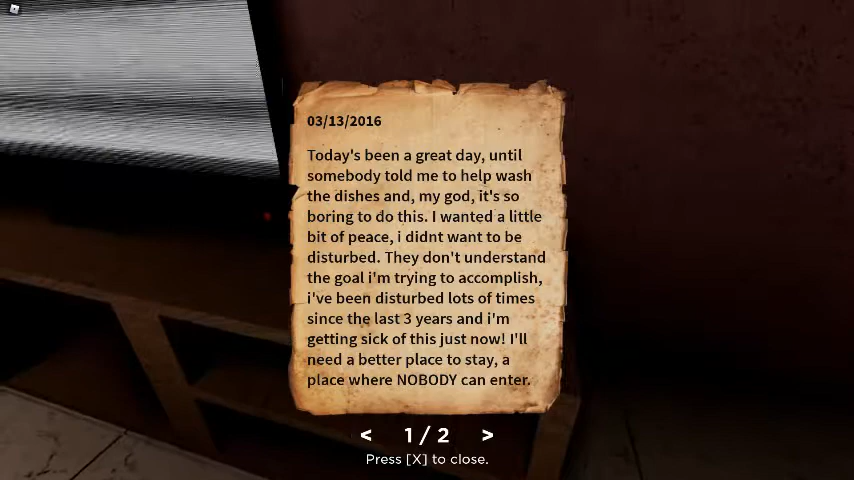 03/13/2016
Today's been a great day, until
somebody told me to help wash
the dishes and, my god, it's so
boring to do this. I wanted a little
bit of peace, i didnt want to be
disturbed. They don't understand
the goal i'm trying to accomplish,
i've been disturbed lots of times
since the last 3 years and i'm
getting sick of this just now! I'll
need a better place to stay, a
place where NOBODY can enter.
< 1 / 2 >
Press [X] to close.